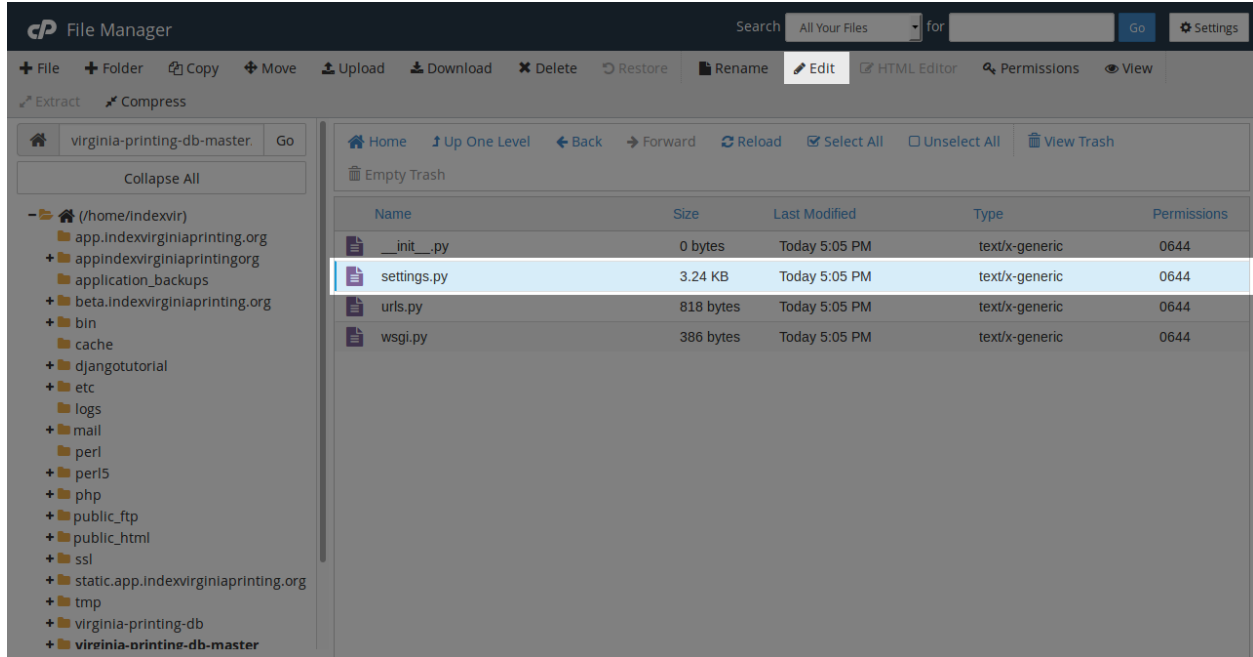 cP File Manager Search All Your Files for Go Settings
File Folder Copy Move Upload Download Delete Restore Rename Edit HTML Editor Permissions View
Extract Compress
virginia-printing-db-master Go
Collapse All
(/home/indexvir)
app.indexvirginiaprinting.org
appindexvirginiaprintingorg
application_backups
beta.indexvirginiaprinting.org
bin
cache
djangotutorial
etc
logs
mail
perl
perl5
php
public_ftp
public_html
ssl
static.app.indexvirginiaprinting.org
tmp
virginia-printing-db
virginia-printing-db-master
Home Up One Level Back Forward Reload Select All Unselect All View Trash
Empty Trash
Name Size Last Modified Type Permissions
__init__.py 0 bytes Today 5:05 PM text/x-generic 0644
settings.py 3.24 KB Today 5:05 PM text/x-generic 0644
urls.py 818 bytes Today 5:05 PM text/x-generic 0644
wsgi.py 386 bytes Today 5:05 PM text/x-generic 0644